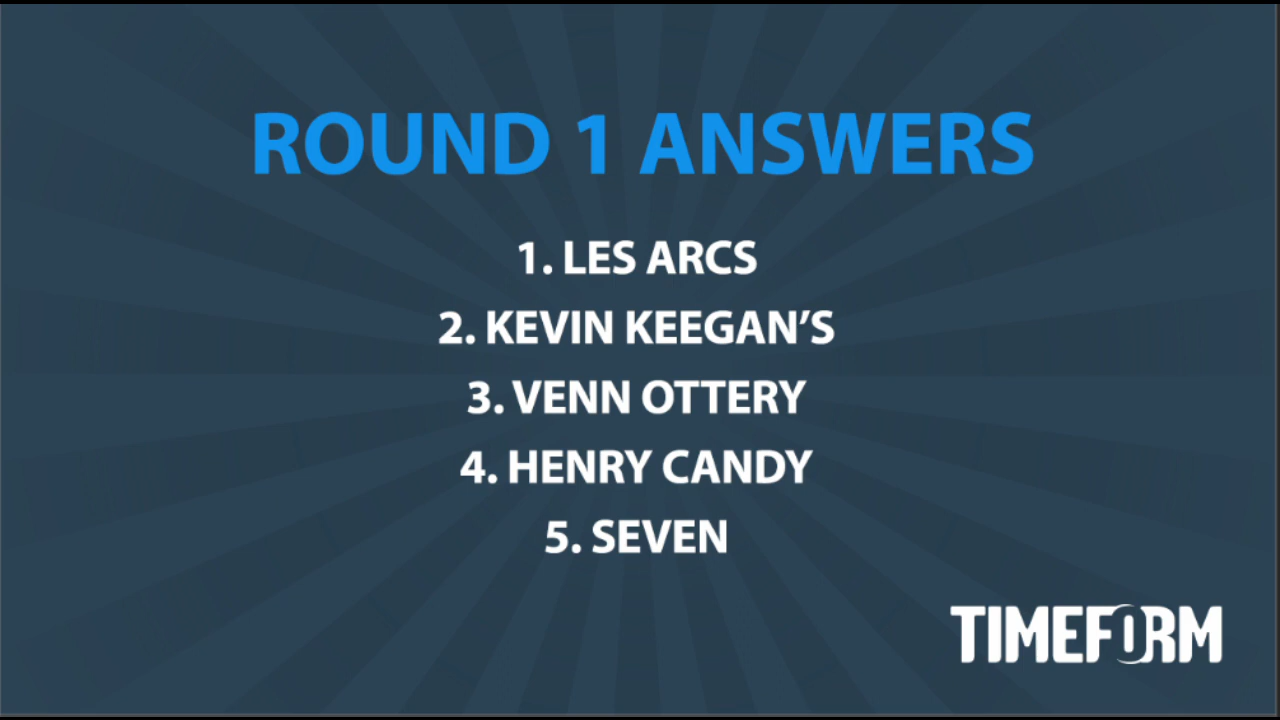 ROUND 1 ANSWERS
1. LES ARCS
2. KEVIN KEEGAN’S
3. VENN OTTERY
4. HENRY CANDY
5. SEVEN
TIMEFORM